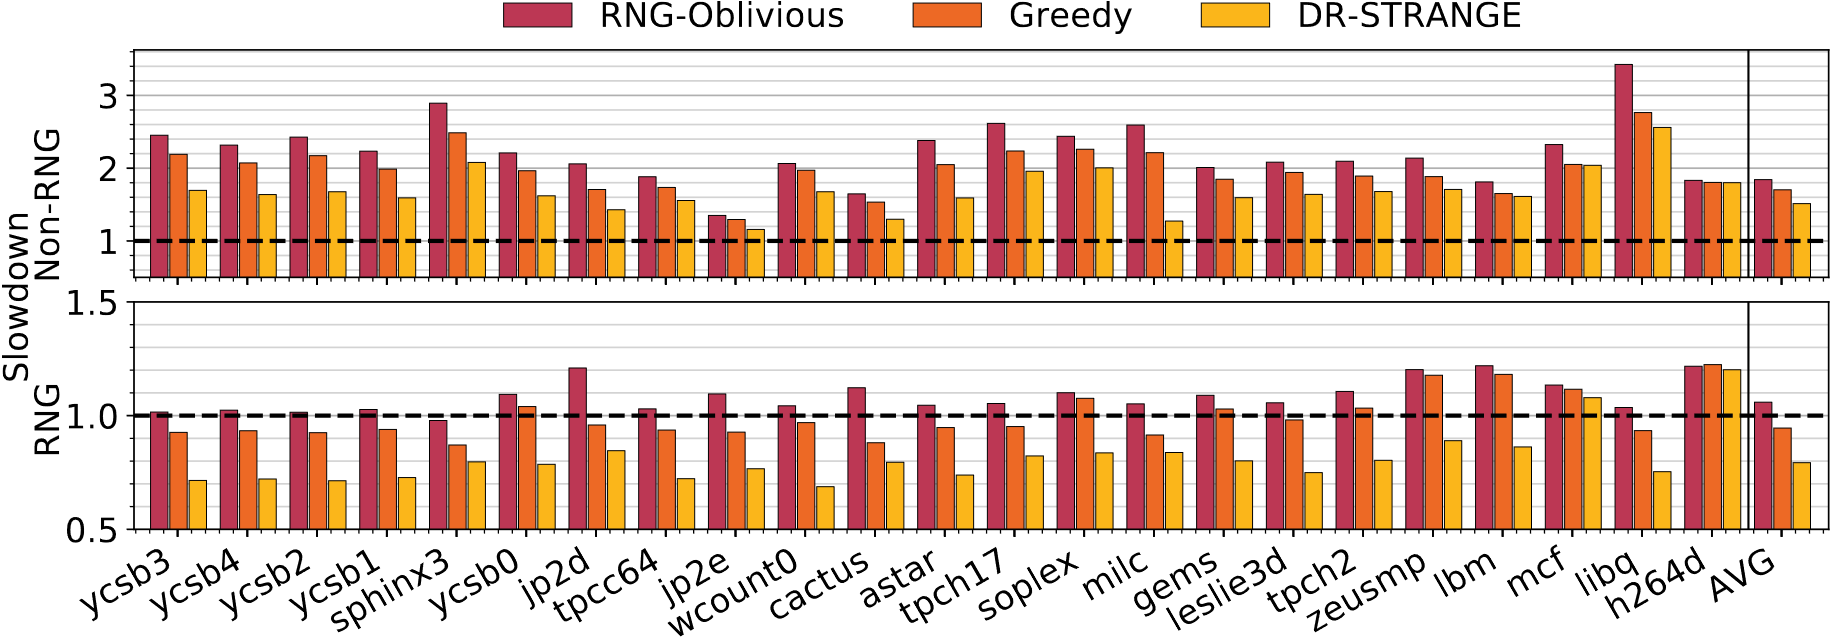 RNG-Oblivious Greedy DR-STRANGE
Slowdown
Non-RNG
3
2
1
RNG
1.5
1.0
0.5
ycsb3 ycsb4 ycsb2 ycsb1 sphinx3 ycsb0 jp2d tpcc64 jp2e wcount0 cactus astar tpch17 soplex milc gems leslie3d tpch2 zeusmp lbm mcf libq h264d AVG